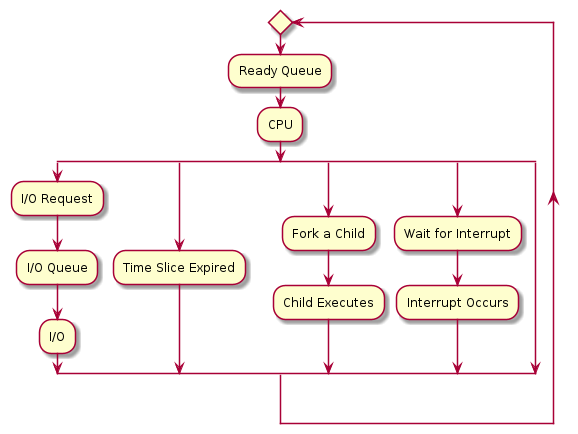 Ready Queue
CPU
I/O Request
I/O Queue
I/O
Time Slice Expired
Fork a Child
Child Executes
Wait for Interrupt
Interrupt Occurs